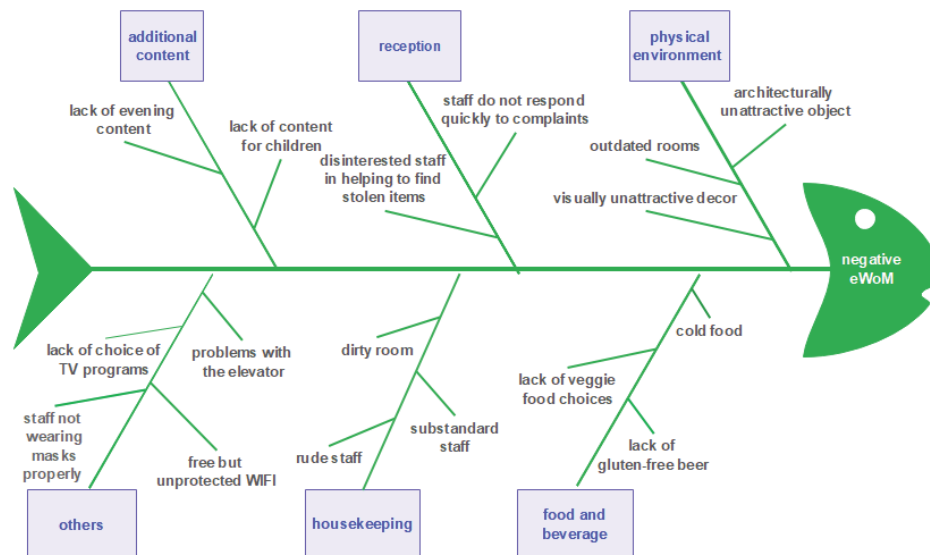 additional
content
reception
physical
environment
lack of evening
content
lack of content
for children
staff do not respond
quickly to complaints
disinterested staff
in helping to find
stolen items
architecturally
unattractive object
outdated rooms
visually unattractive decor
negative
eWoM
lack of choice of
TV programs
problems with
the elevator
staff not
wearing
masks
properly
free but
unprotected WIFI
dirty room
substandard
staff
rude staff
cold food
lack of veggie
food choices
lack of
gluten-free beer
others
housekeeping
food and
beverage